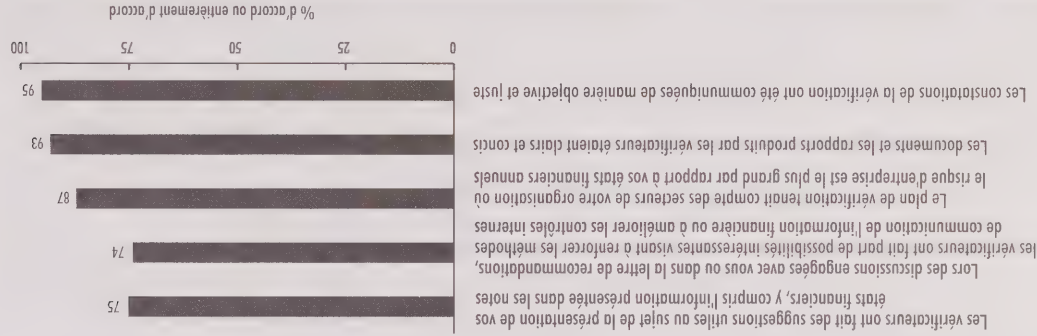 Les vérificateurs ont fait des suggestions utiles au sujet de la présentation de vos
états financiers, y compris l'information présentée dans les notes
75
Lors des discussions engagées avec vous ou dans la lettre de recommandations,
les vérificateurs ont fait part de possibilités intéressantes visant à renforcer les méthodes
de communication de l'information financière ou à améliorer les contrôles internes
74
Le plan de vérification tenait compte des secteurs de votre organisation où
le risque d'entreprise est le plus grand par rapport à vos états financiers annuels
87
Les documents et les rapports produits par les vérificateurs étaient clairs et concis
93
Les constatations de la vérification ont été communiquées de manière objective et juste
95
0 25 50 75 100
% d'accord ou entièrement d'accord